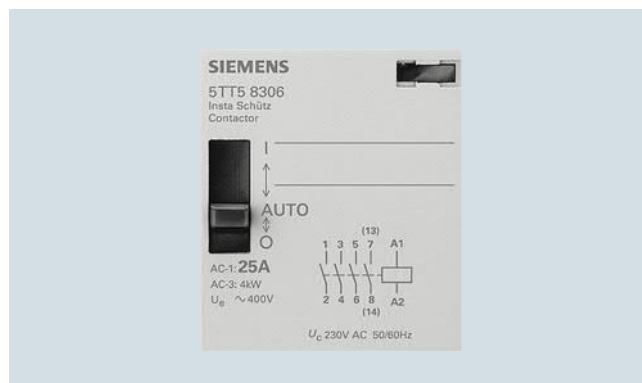 SIEMENS
5TT5 8306
Insta Schütz
Contactor
I
AUTO
O
AC-1: 25A
AC-3: 4kW
Ue ~400V
(13)
1 3 5 7 A1
2 4 6 8 A2
(14)
Uc 230V AC 50/60Hz